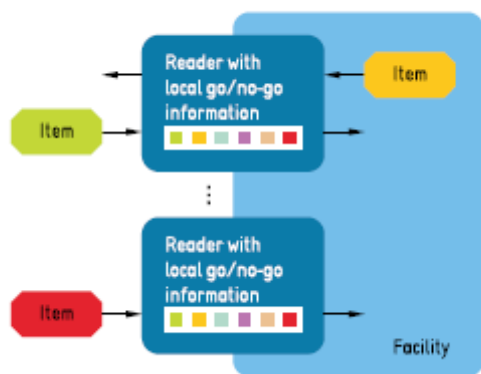 Reader with
local go/no-go
information
Item
Item
Reader with
local go/no-go
information
Item
Facility